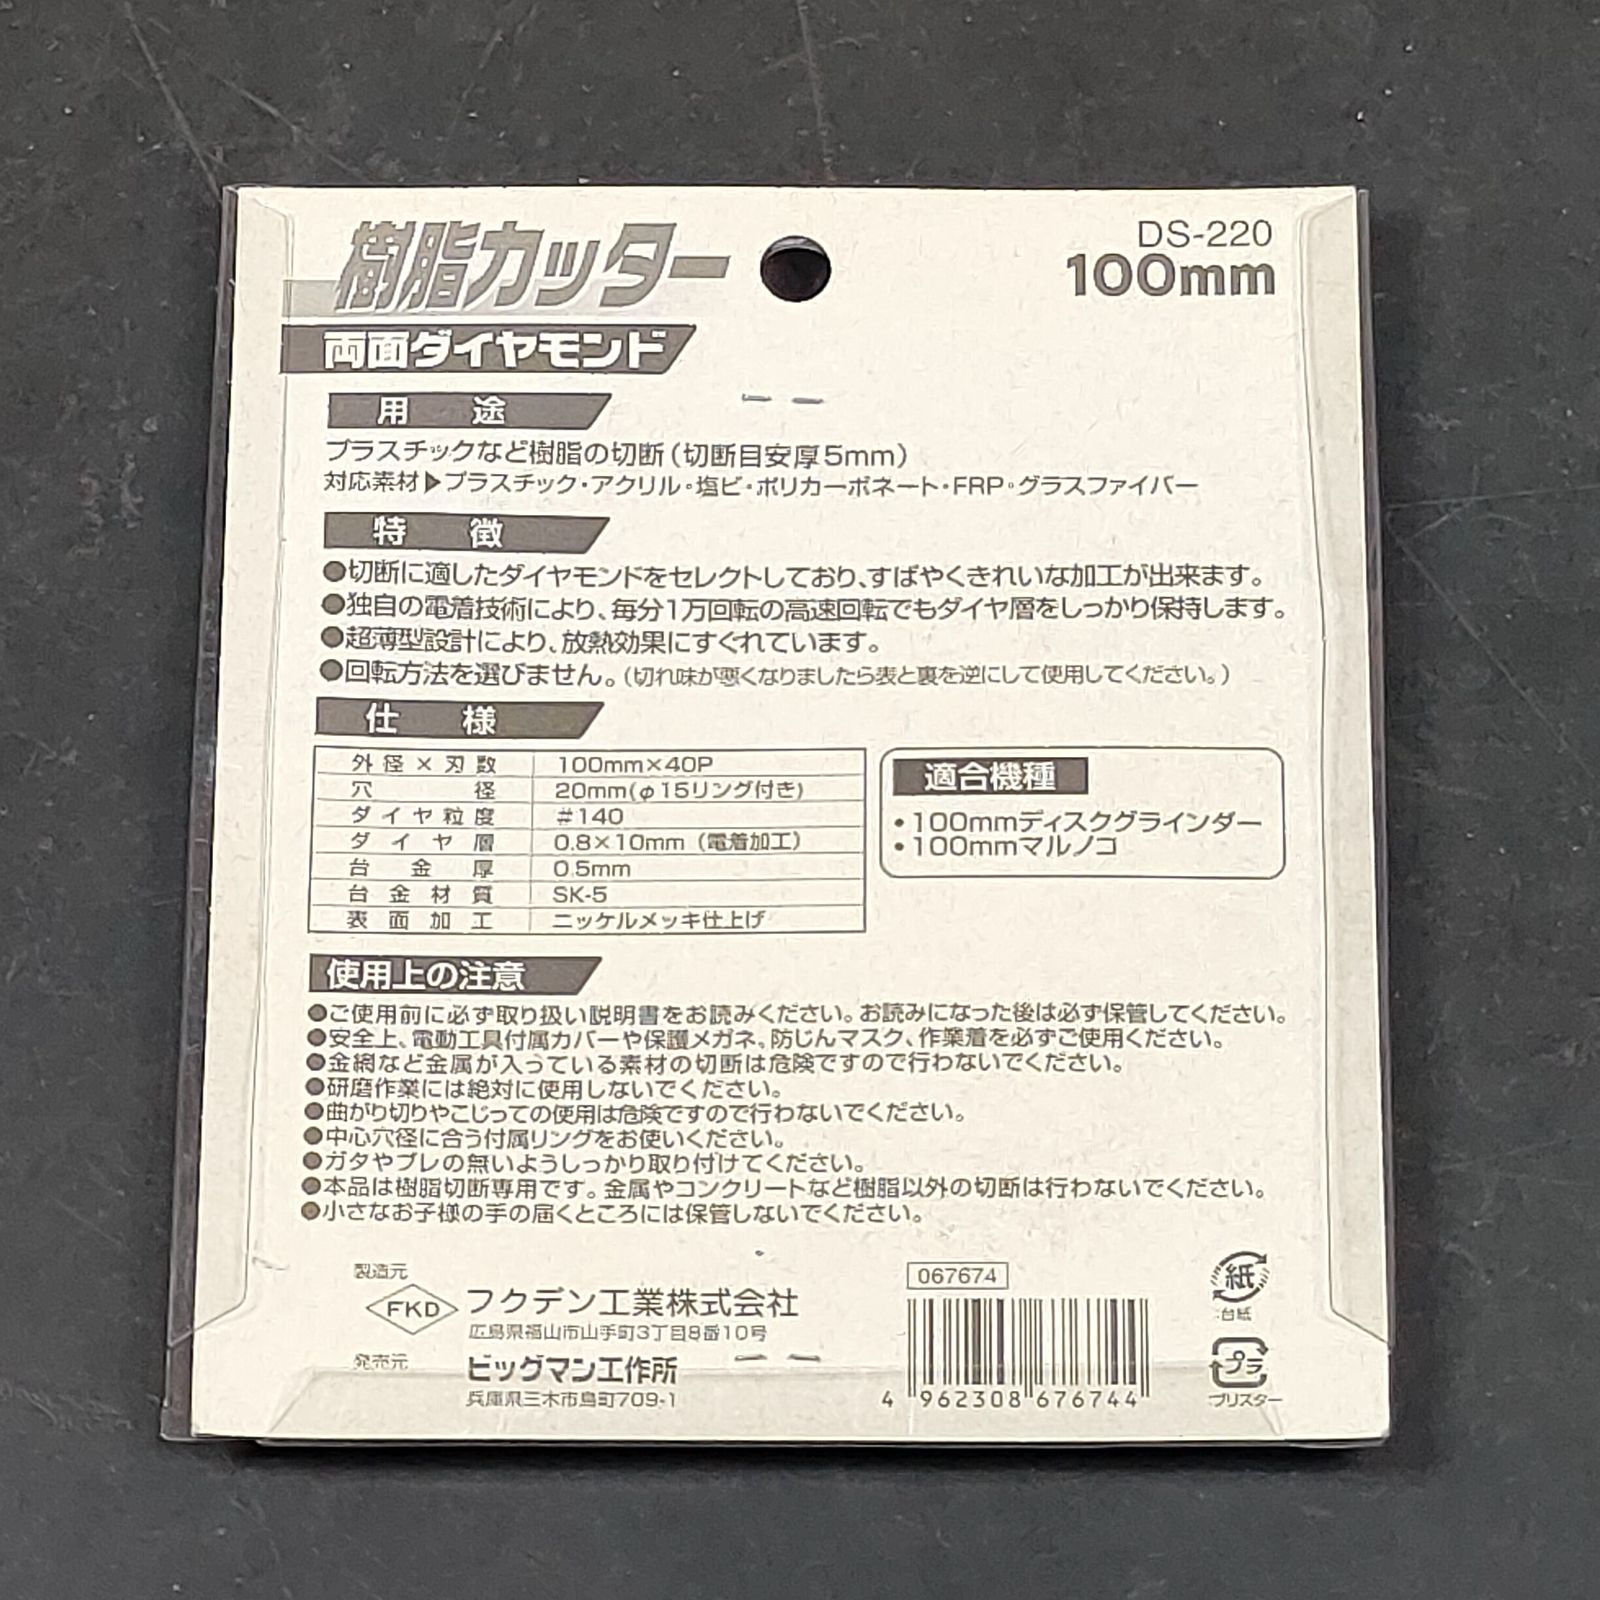 樹脂カッター
DS-220
100mm
両面ダイヤモンド
用途
プラスチックなど樹脂の切断(切断目安厚5mm)
対応素材▶プラスチック・アクリル・塩ビ・ポリカーボネート・FRP・グラスファイバー
特徴
●切断に適したダイヤモンドをセレクトしており、すばやくきれいな加工が出来ます。
●独自の電着技術により、毎分1万回転の高速回転でもダイヤ層をしっかり保持します。
●超薄型設計により、放熱効果にすぐれています。
●回転方法を選びません。(切れ味が悪くなりましたら表と裏を逆にして使用してください。)
仕様
外径×刃数 100mm×40P
穴径 20mm(φ15リング付き)
ダイヤ粒度 #140
ダイヤ層 0.8×10mm(電着加工)
台金厚 0.5mm
台金材質 SK-5
表面加工 ニッケルメッキ仕上げ
適合機種
・100mmディスクグラインダー
・100mmマルノコ
使用上の注意
●ご使用前に必ず取り扱い説明書をお読みください。お読みになった後は必ず保管してください。
●安全上、電動工具付属カバーや保護メガネ。防じんマスク、作業着を必ずご使用ください。
●金網など金属が入っている素材の切断は危険ですので行わないでください。
●研磨作業には絶対に使用しないでください。
●曲がり切りやこじっての使用は危険ですので行わないでください。
●中心穴径に合う付属リングをお使いください。
●ガタやブレの無いようしっかり取り付けてください。
●本品は樹脂切断専用です。金属やコンクリートなど樹脂以外の切断は行わないでください。
●小さなお子様の手の届くところには保管しないでください。
製造元
FKD フクデン工業株式会社
広島県福山市山手町3丁目8番10号
発売元 ビッグマン工作所
兵庫県三木市鳥町709-1
067674
4 962308 676744
紙
:台紙
プラ
:ブリスター